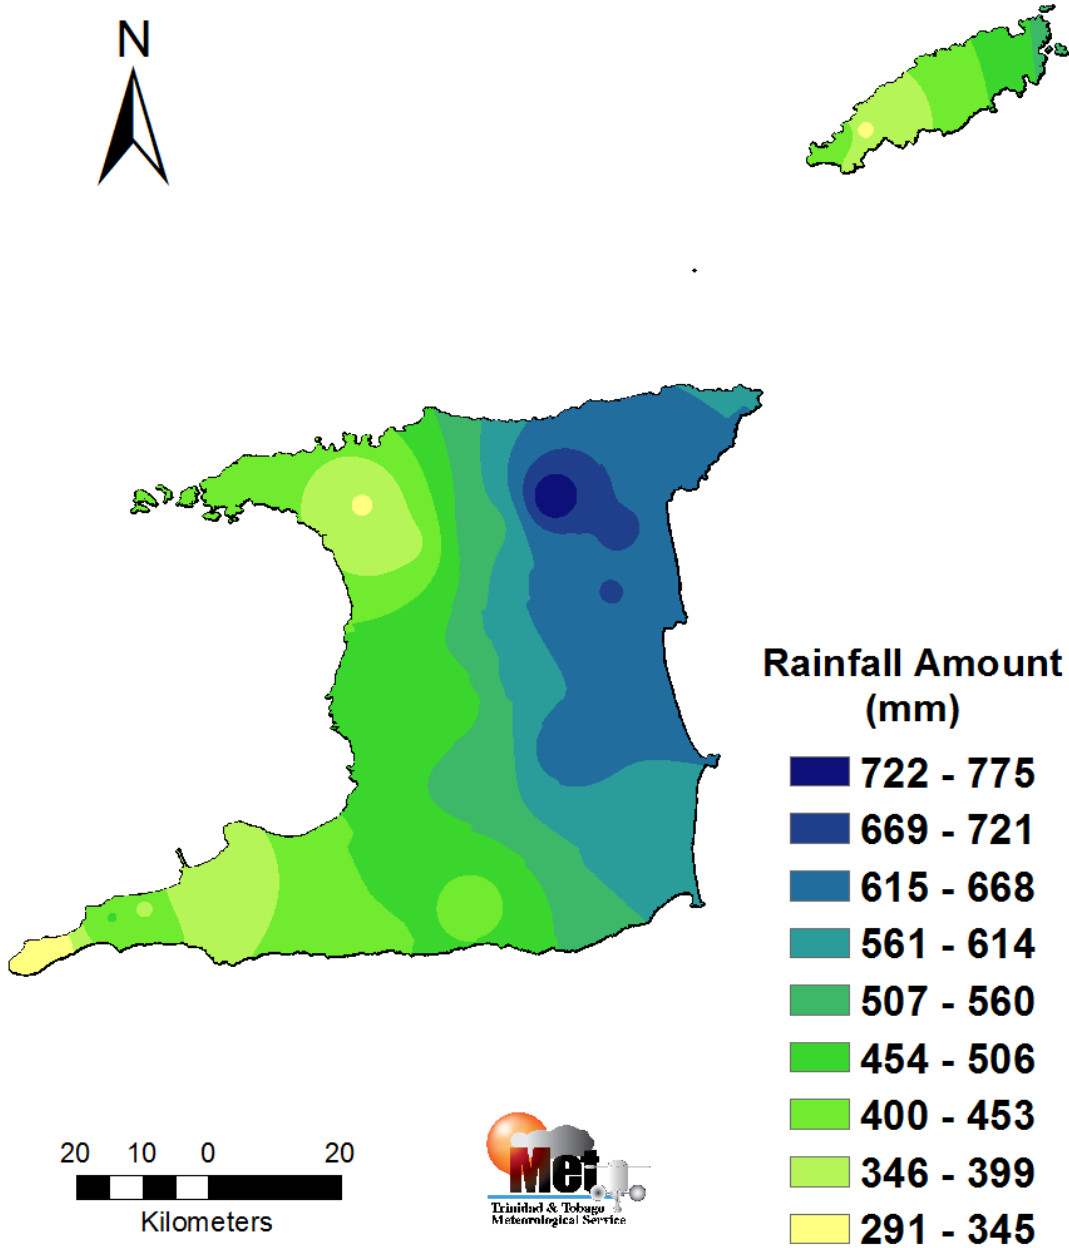 N
Rainfall Amount
(mm)
722 - 775
669 - 721
615 - 668
561 - 614
507 - 560
454 - 506
400 - 453
346 - 399
291 - 345
20 10 0 20
Kilometers
Met
Trinidad & Tobago
Meteorological Service